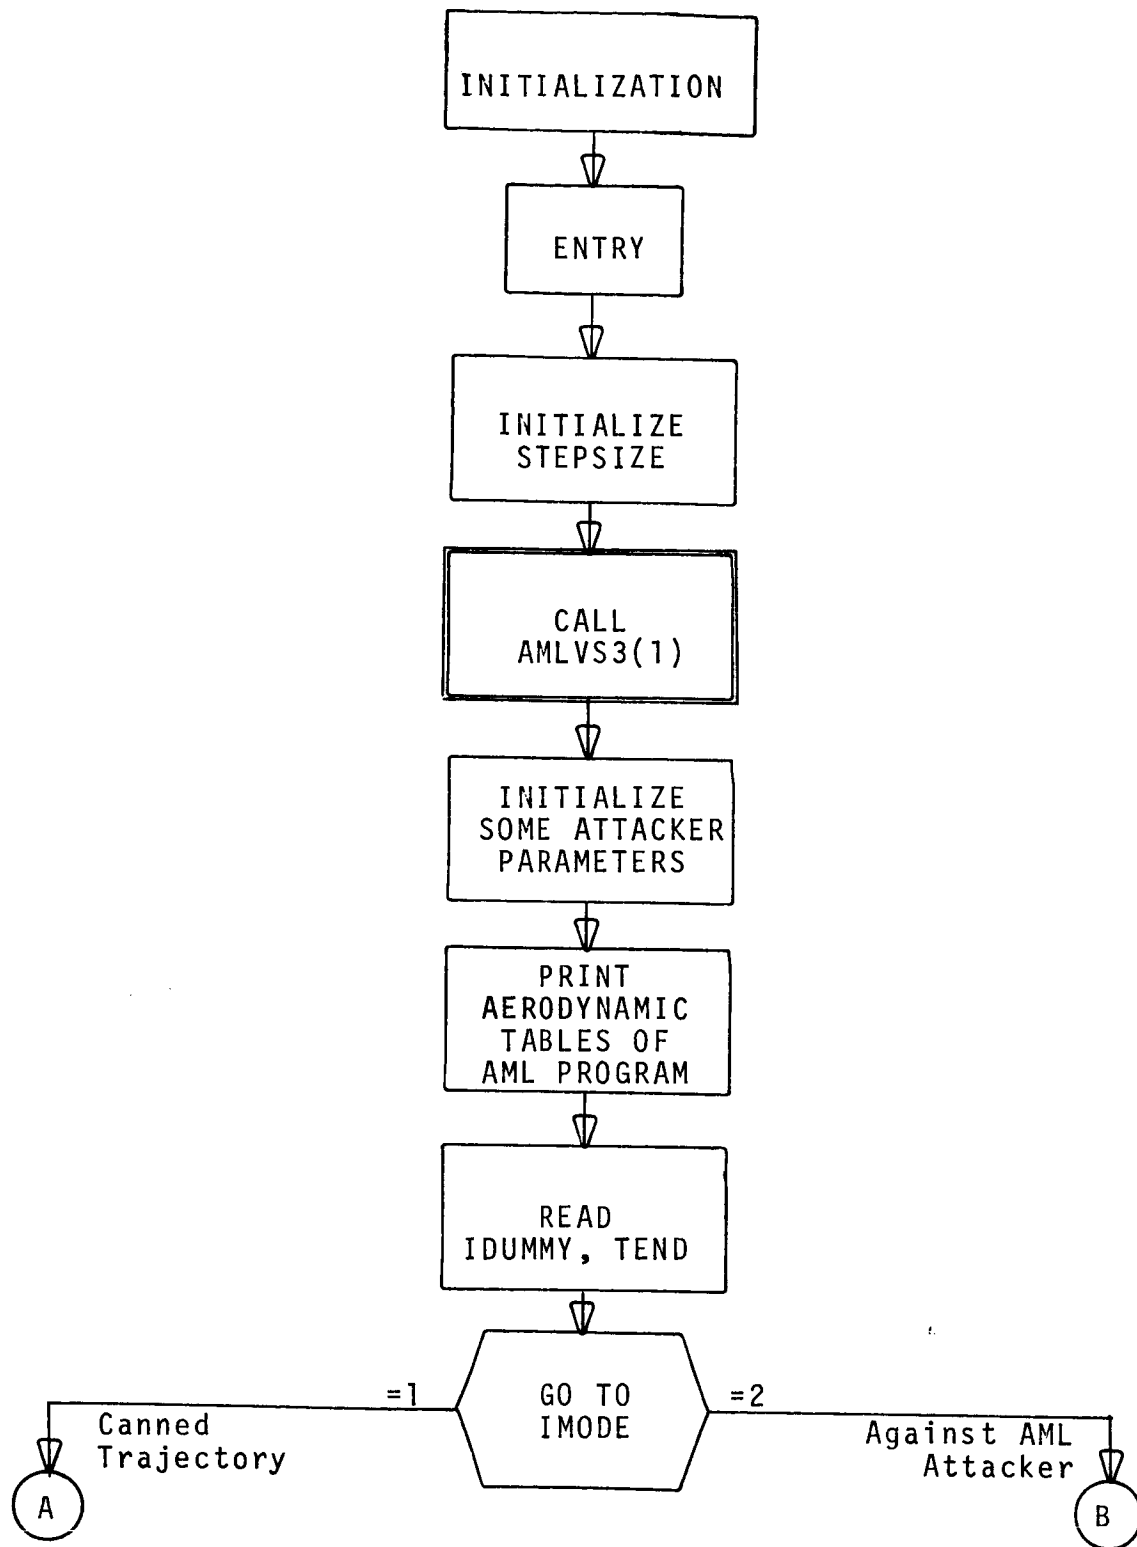 INITIALIZATION
ENTRY
INITIALIZE
STEPSIZE
CALL
AMLVS3(1)
INITIALIZE
SOME ATTACKER
PARAMETERS
PRINT
AERODYNAMIC
TABLES OF
AML PROGRAM
READ
IDUMMY, TEND
GO TO
IMODE
=1
=2
Canned
Trajectory
Against AML
Attacker
A
B